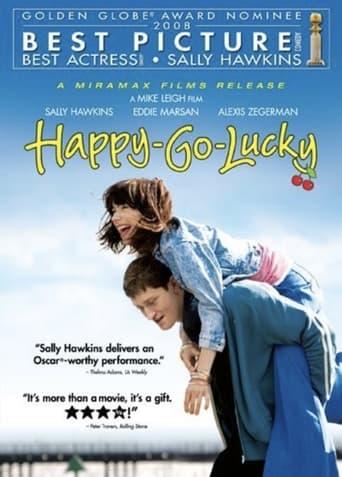 GOLDEN GLOBE® AWARD NOMINEE
2008
BEST PICTURE COMEDY
BEST ACTRESS COMEDY • SALLY HAWKINS
A MIRAMAX FILMS RELEASE
A MIKE LEIGH FILM
SALLY HAWKINS EDDIE MARSAN ALEXIS ZEGERMAN
Happy-Go-Lucky
"Sally Hawkins delivers an
Oscar®-worthy performance."
– Thelma Adams, Us Weekly
"It's more than a movie, it's a gift.
★★★½!"
– Peter Travers, Rolling Stone